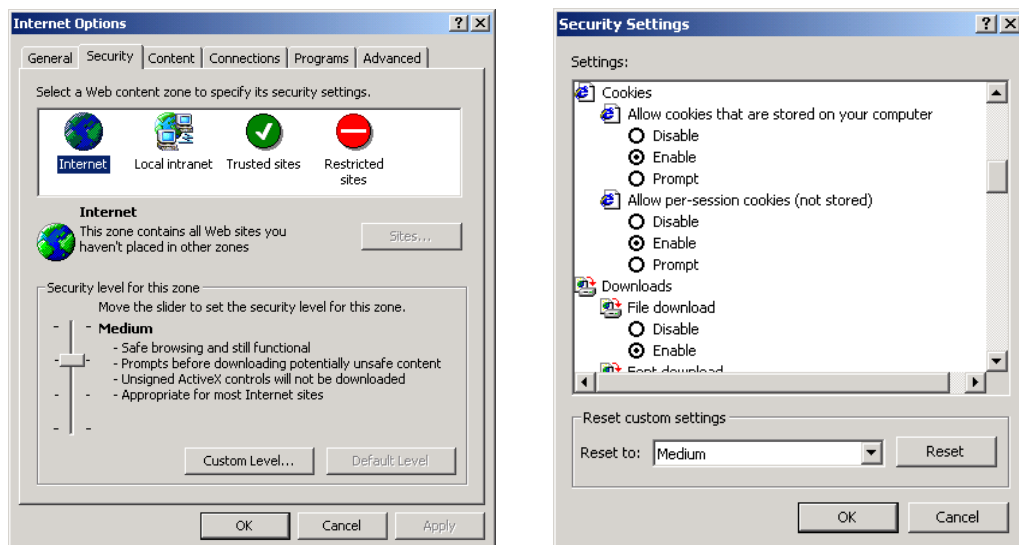 Internet Options
General Security Content Connections Programs Advanced
Select a Web content zone to specify its security settings.
Internet Local intranet Trusted sites Restricted
sites
Internet
This zone contains all Web sites you
haven't placed in other zones
Sites...
Security level for this zone
Move the slider to set the security level for this zone.
Medium
- Safe browsing and still functional
- Prompts before downloading potentially unsafe content
- Unsigned ActiveX controls will not be downloaded
- Appropriate for most Internet sites
Custom Level... Default Level
OK Cancel Apply
Security Settings
Settings:
Cookies
Allow cookies that are stored on your computer
Disable
Enable
Prompt
Allow per-session cookies (not stored)
Disable
Enable
Prompt
Downloads
File download
Disable
Enable
Font download
Reset custom settings
Reset to: Medium Reset
OK Cancel